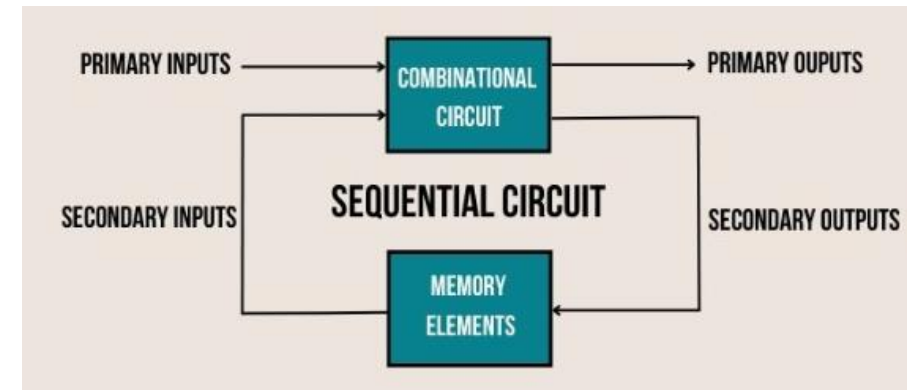 PRIMARY INPUTS
COMBINATIONAL
CIRCUIT
PRIMARY OUPUTS
SEQUENTIAL CIRCUIT
SECONDARY INPUTS
SECONDARY OUTPUTS
MEMORY
ELEMENTS